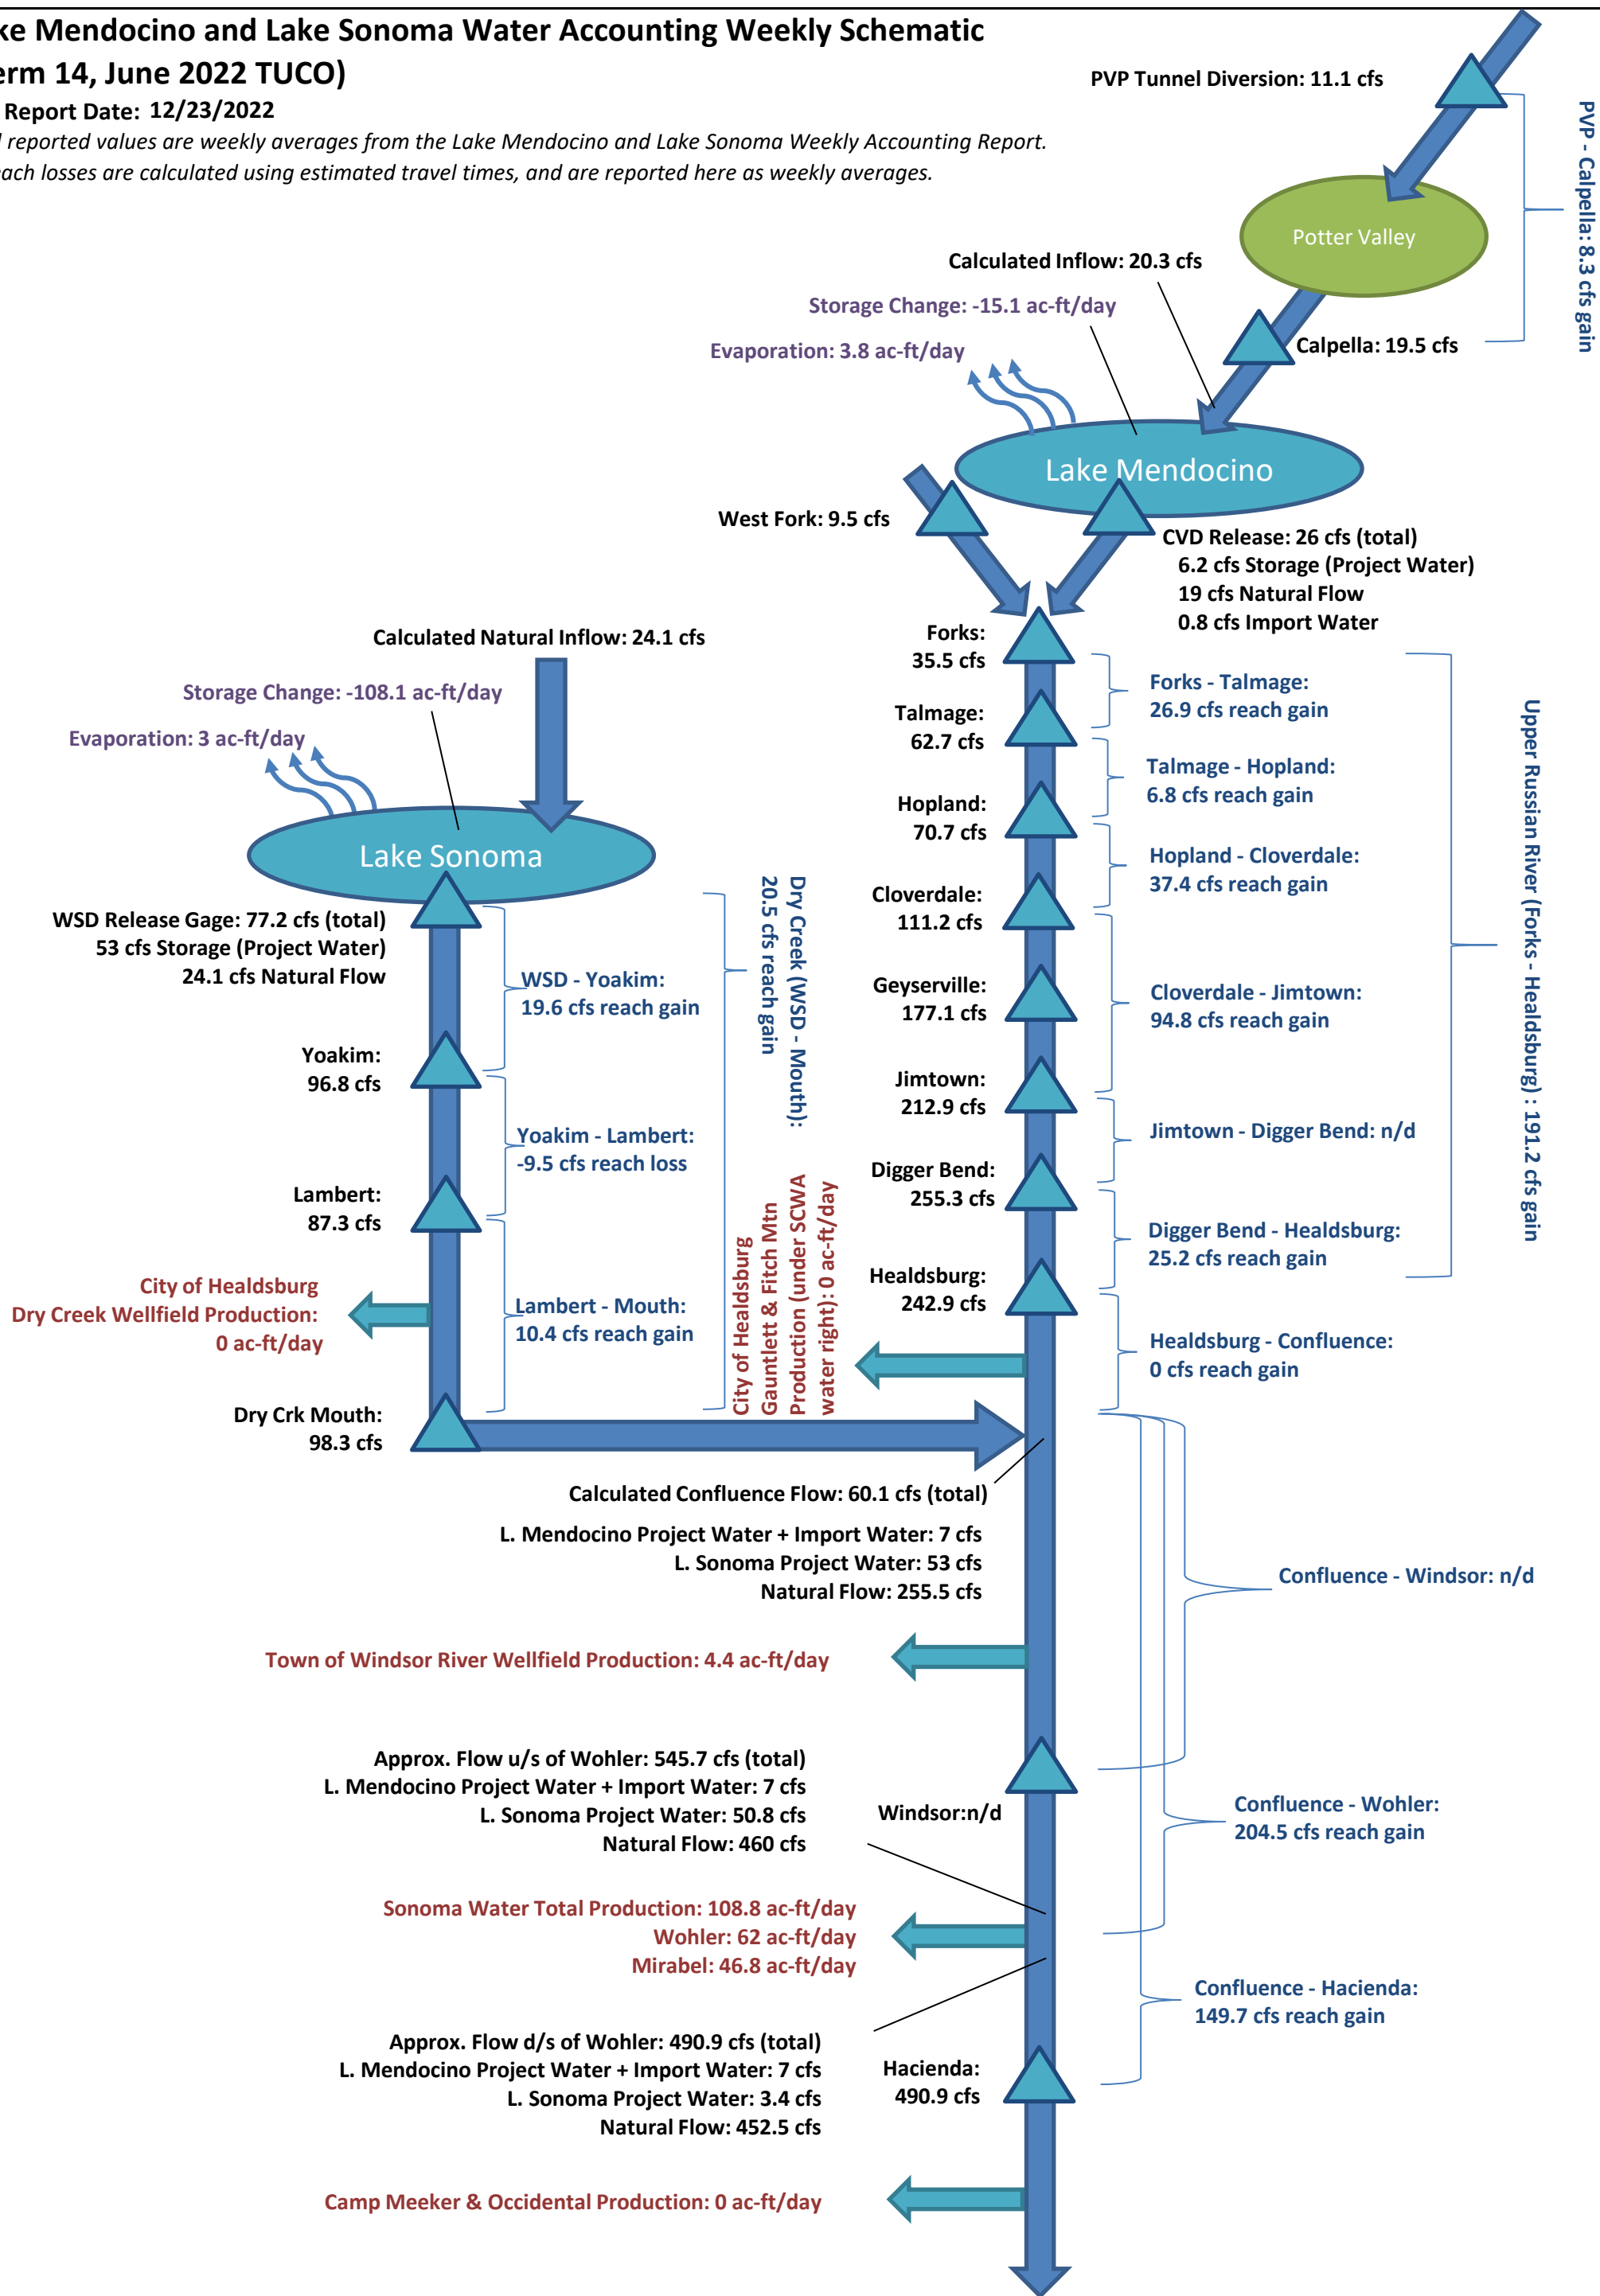 ke Mendocino and Lake Sonoma Water Accounting Weekly Schematic
erm 14, June 2022 TUCO)
Report Date: 12/23/2022
l reported values are weekly averages from the Lake Mendocino and Lake Sonoma Weekly Accounting Report.
each losses are calculated using estimated travel times, and are reported here as weekly averages.
PVP Tunnel Diversion: 11.1 cfs
PVP - Calpella: 8.3 cfs gain
Potter Valley
Calculated Inflow: 20.3 cfs
Storage Change: -15.1 ac-ft/day
Evaporation: 3.8 ac-ft/day
Calpella: 19.5 cfs
Lake Mendocino
West Fork: 9.5 cfs
CVD Release: 26 cfs (total)
6.2 cfs Storage (Project Water)
19 cfs Natural Flow
0.8 cfs Import Water
Calculated Natural Inflow: 24.1 cfs
Storage Change: -108.1 ac-ft/day
Evaporation: 3 ac-ft/day
Lake Sonoma
WSD Release Gage: 77.2 cfs (total)
53 cfs Storage (Project Water)
24.1 cfs Natural Flow
WSD - Yoakim:
19.6 cfs reach gain
Yoakim:
96.8 cfs
Yoakim - Lambert:
-9.5 cfs reach loss
Lambert:
87.3 cfs
City of Healdsburg
Dry Creek Wellfield Production:
0 ac-ft/day
Lambert - Mouth:
10.4 cfs reach gain
Dry Crk Mouth:
98.3 cfs
Dry Creek (WSD - Mouth):
20.5 cfs reach gain
City of Healdsburg
Gauntlett & Fitch Mtn
Production (under SCWA
water right): 0 ac-ft/day
Forks:
35.5 cfs
Forks - Talmage:
26.9 cfs reach gain
Talmage:
62.7 cfs
Talmage - Hopland:
6.8 cfs reach gain
Hopland:
70.7 cfs
Hopland - Cloverdale:
37.4 cfs reach gain
Cloverdale:
111.2 cfs
Geyserville:
177.1 cfs
Cloverdale - Jimtown:
94.8 cfs reach gain
Jimtown:
212.9 cfs
Jimtown - Digger Bend: n/d
Digger Bend:
255.3 cfs
Digger Bend - Healdsburg:
25.2 cfs reach gain
Healdsburg:
242.9 cfs
Healdsburg - Confluence:
0 cfs reach gain
Upper Russian River (Forks - Healdsburg) : 191.2 cfs gain
Calculated Confluence Flow: 60.1 cfs (total)
L. Mendocino Project Water + Import Water: 7 cfs
L. Sonoma Project Water: 53 cfs
Natural Flow: 255.5 cfs
Confluence - Windsor: n/d
Town of Windsor River Wellfield Production: 4.4 ac-ft/day
Approx. Flow u/s of Wohler: 545.7 cfs (total)
L. Mendocino Project Water + Import Water: 7 cfs
L. Sonoma Project Water: 50.8 cfs
Natural Flow: 460 cfs
Windsor:n/d
Confluence - Wohler:
204.5 cfs reach gain
Sonoma Water Total Production: 108.8 ac-ft/day
Wohler: 62 ac-ft/day
Mirabel: 46.8 ac-ft/day
Confluence - Hacienda:
149.7 cfs reach gain
Approx. Flow d/s of Wohler: 490.9 cfs (total)
L. Mendocino Project Water + Import Water: 7 cfs
L. Sonoma Project Water: 3.4 cfs
Natural Flow: 452.5 cfs
Hacienda:
490.9 cfs
Camp Meeker & Occidental Production: 0 ac-ft/day